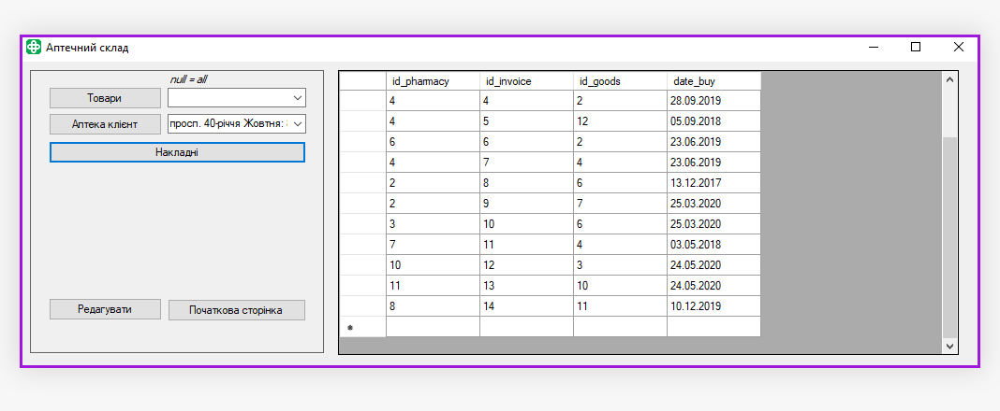 Аптечний склад
null = all
Товари
Аптека клієнт просп. 40-річчя Жовтня:
Накладні
Редагувати Початкова сторінка
id_phamacy id_invoice id_goods date_buy
4 4 2 28.09.2019
4 5 12 05.09.2018
6 6 2 23.06.2019
4 7 4 23.06.2019
2 8 6 13.12.2017
2 9 7 25.03.2020
3 10 6 25.03.2020
7 11 4 03.05.2018
10 12 3 24.05.2020
11 13 10 24.05.2020
8 14 11 10.12.2019
*